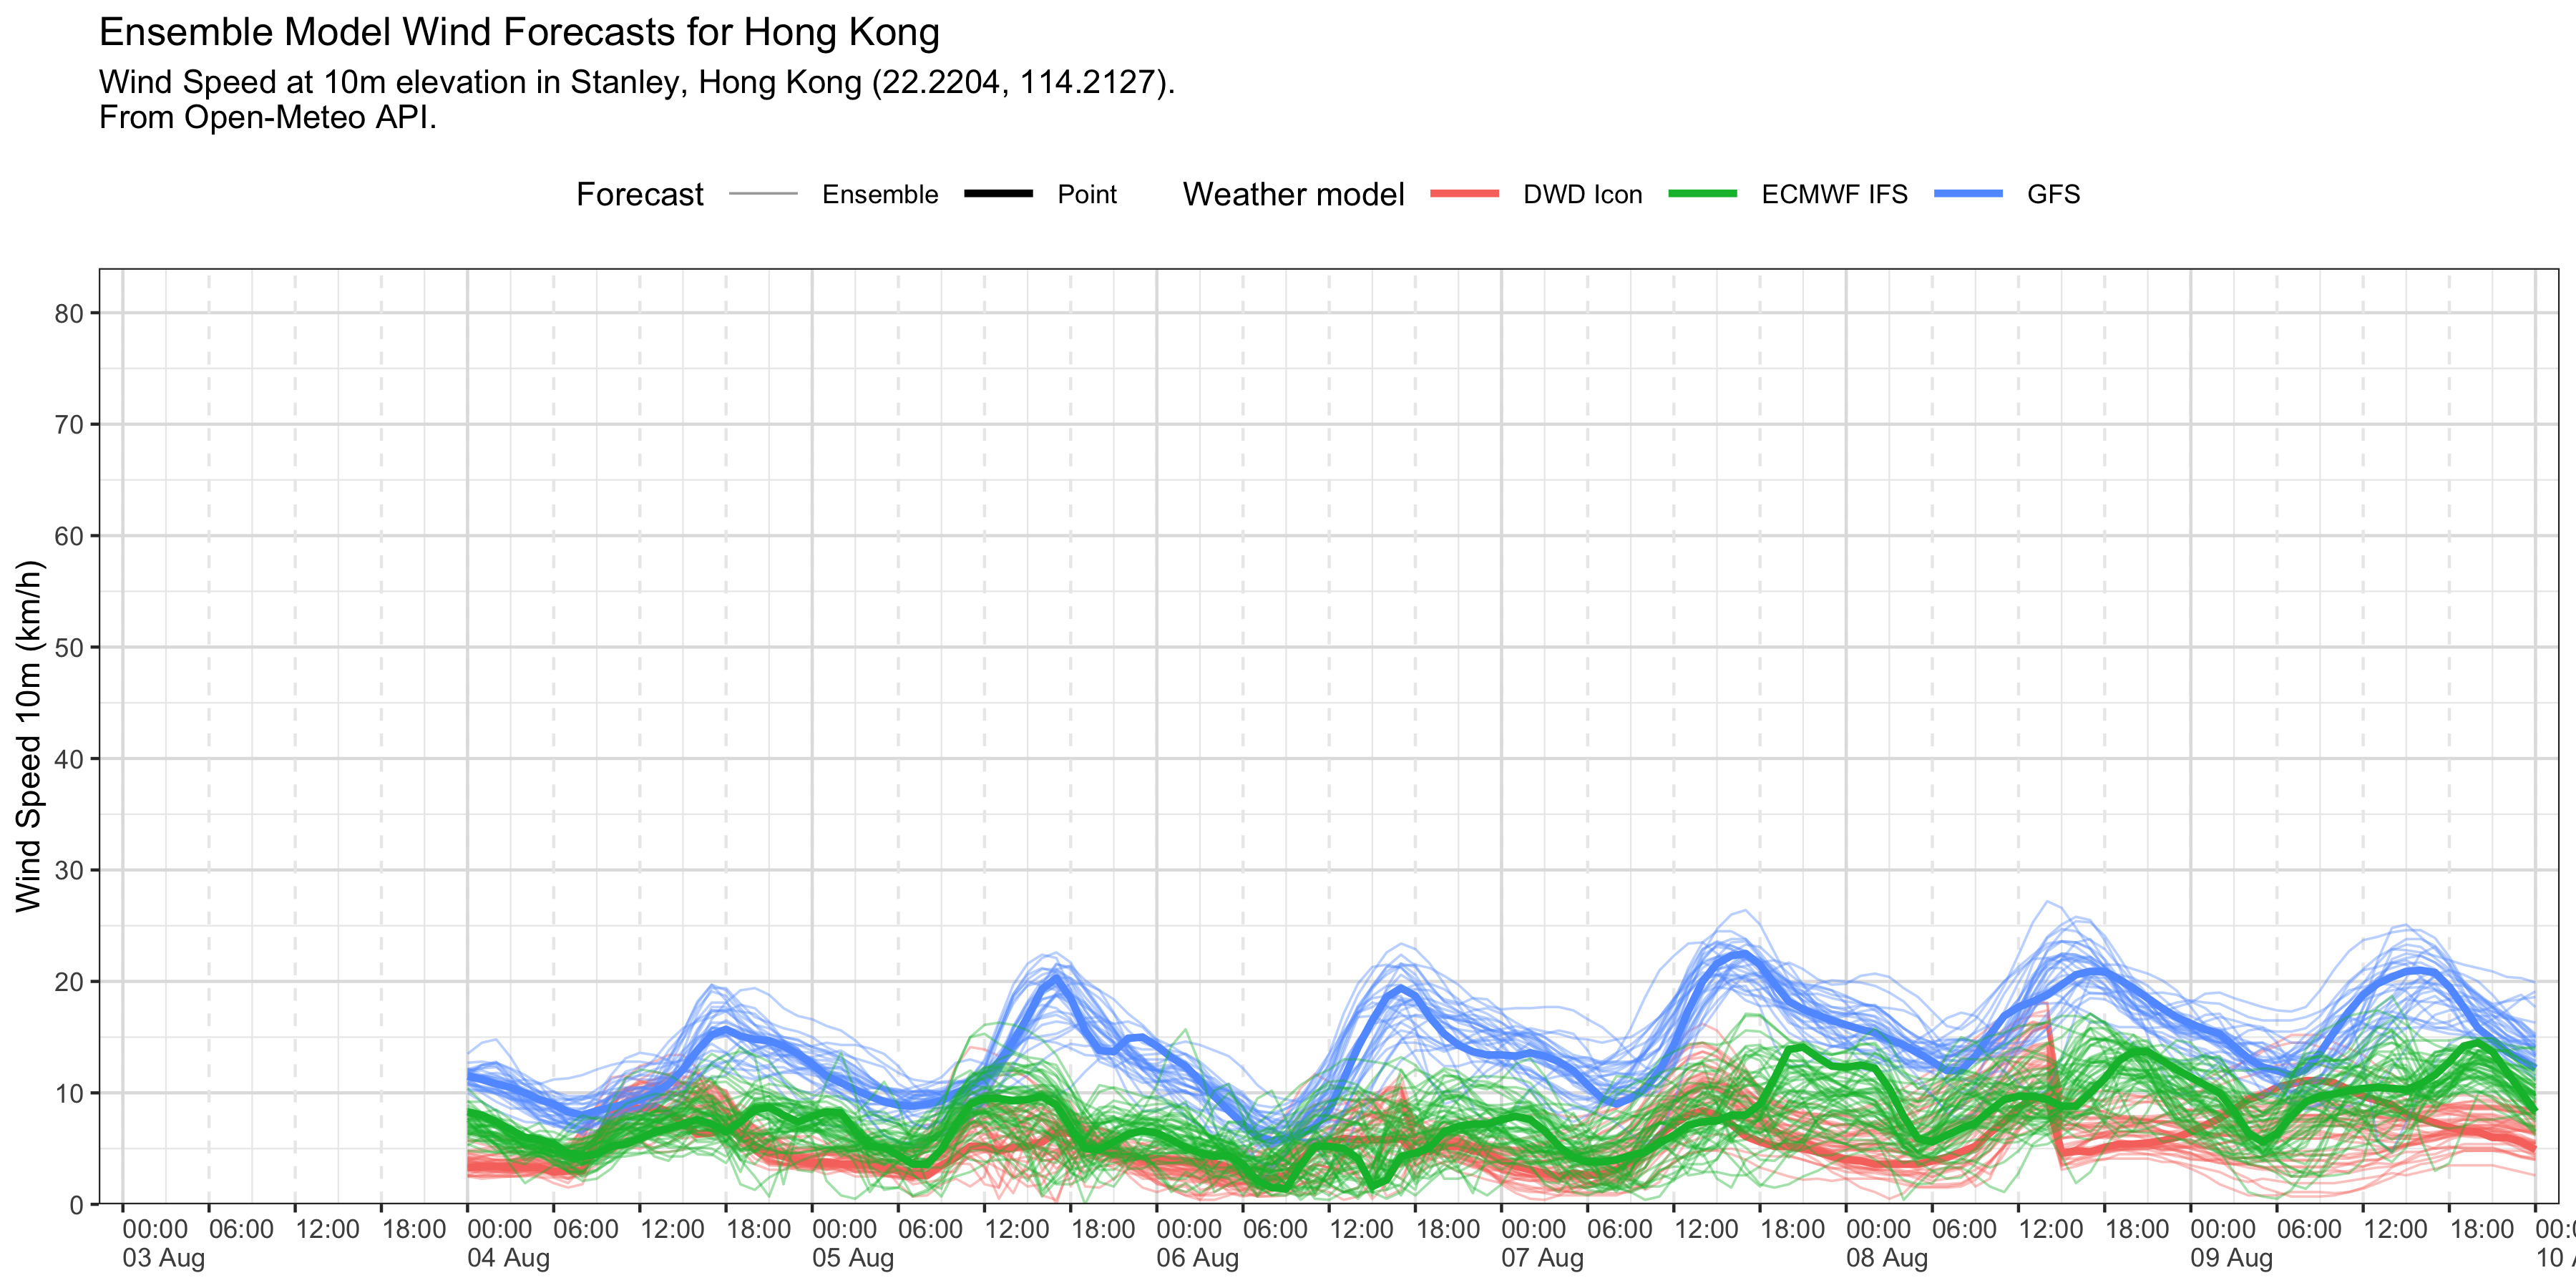 Ensemble Model Wind Forecasts for Hong Kong
Wind Speed at 10m elevation in Stanley, Hong Kong (22.2204, 114.2127).
From Open-Meteo API.
Forecast Ensemble Point Weather model DWD Icon ECMWF IFS GFS
Wind Speed 10m (km/h)
80
70
60
50
40
30
20
10
0
00:00 06:00 12:00 18:00 00:00 06:00 12:00 18:00 00:00 06:00 12:00 18:00 00:00 06:00 12:00 18:00 00:00 06:00 12:00 18:00 00:00 06:00 12:00 18:00 00:00 06:00 12:00 18:00
03 Aug 04 Aug 05 Aug 06 Aug 07 Aug 08 Aug 09 Aug 10